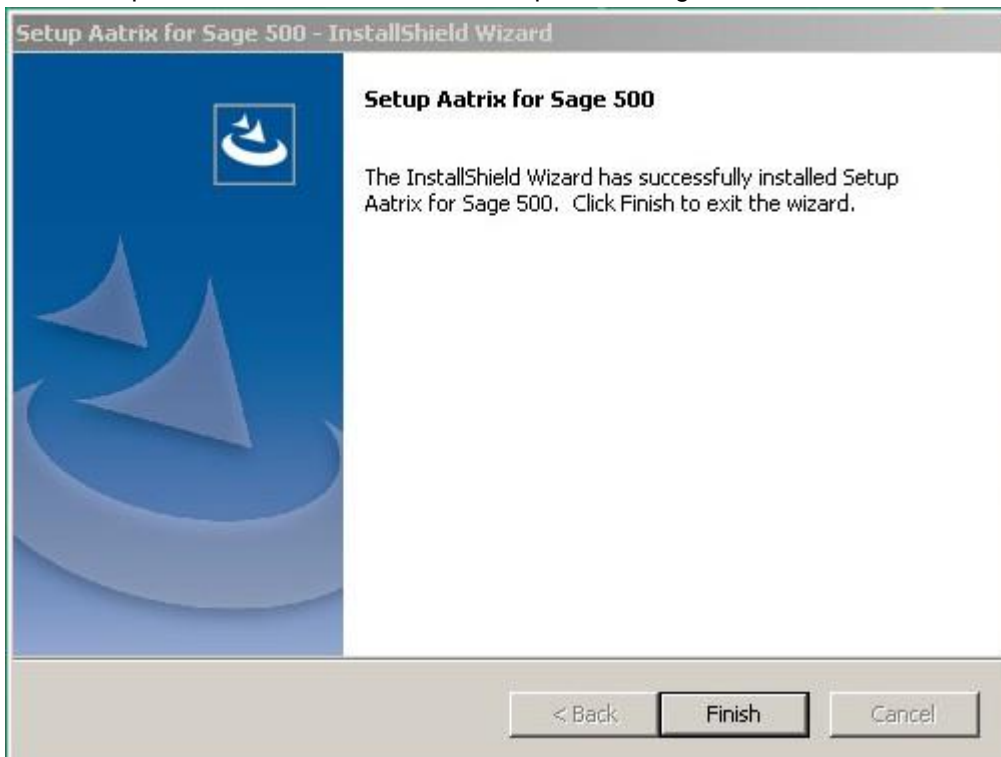 Setup Aatrix for Sage 500 - InstallShield Wizard
Setup Aatrix for Sage 500
The InstallShield Wizard has successfully installed Setup
Aatrix for Sage 500. Click Finish to exit the wizard.
< Back Finish Cancel